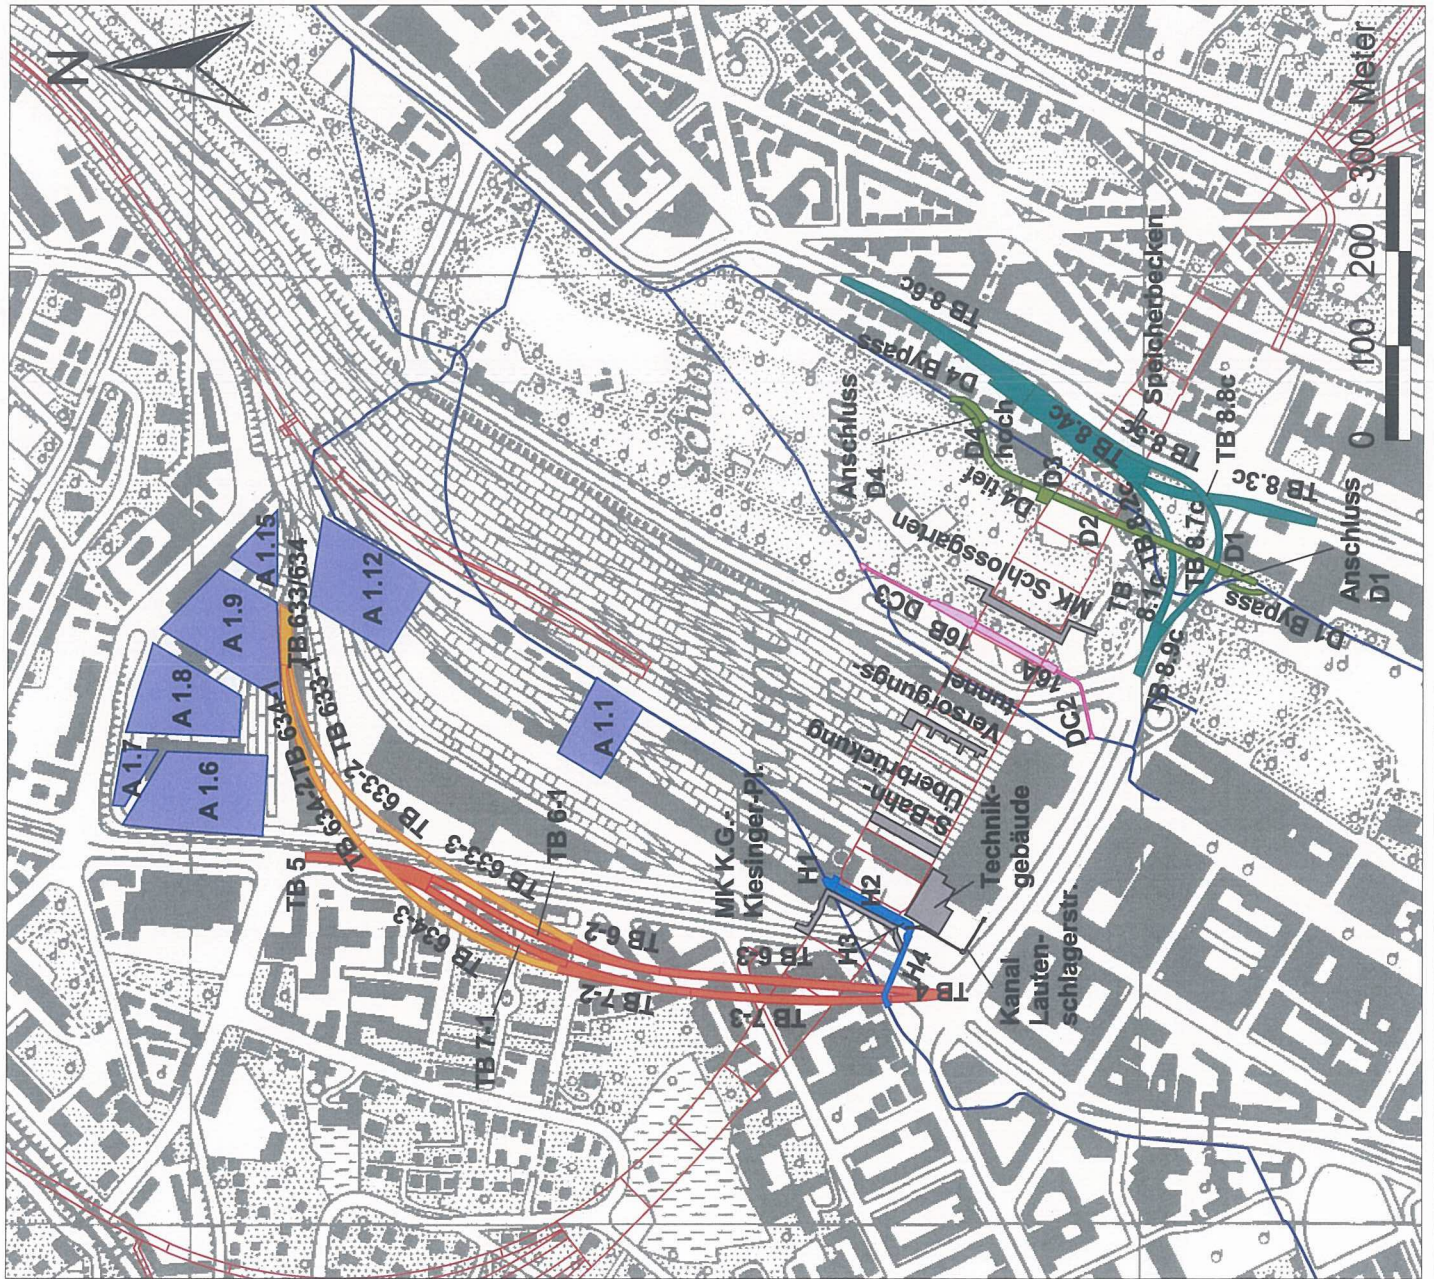 N
A 1.15
A 1.9
A 1.12
A 1.8
A 1.7
A 1.6
A 1.1
TB 633/634
TB 634-1
TB 633-1
TB 634-2
TB 633-2
TB 633-3
TB
634-3
TB 5
TB 6-1
TB 6-2
TB 6-3
TB 7-1
TB 7-2
TB 7-3
TB
4
MK K.G.-
Kiesinger-Pl.
H1
H2
H3
H4
Technik-
gebäude
Kanal
Lauten-
schlagerstr.
S-Bahn-
Überbrückung
Versorgungs-
tunnel
MK Schlossgarten
DC3
16B
16A
DC2
Anschluss
D4
D4
hoch
D4 tief
D4 Bypass
D3
D2
D1
D1 Bypass
Anschluss
D1
TB 8.6c
TB 8.4c
TB 8.5c
TB 8.3c
TB 8.2c
TB
8.1c
TB 8.7c
TB 8.8c
TB 8.9c
Speicherbecken
Schloß
0 100 200 300 Meter